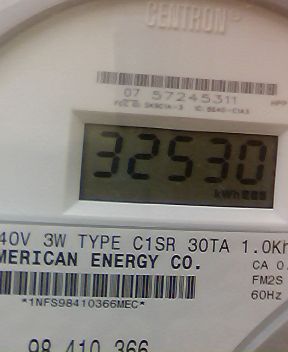 CENTRON®
07 57245311
32530
kWh
40V 3W TYPE C1SR 30TA 1.0Kh
MERICAN ENERGY CO.
CA 0.
FM2S
*1NFS98410366MEC*
60Hz
98 410 366